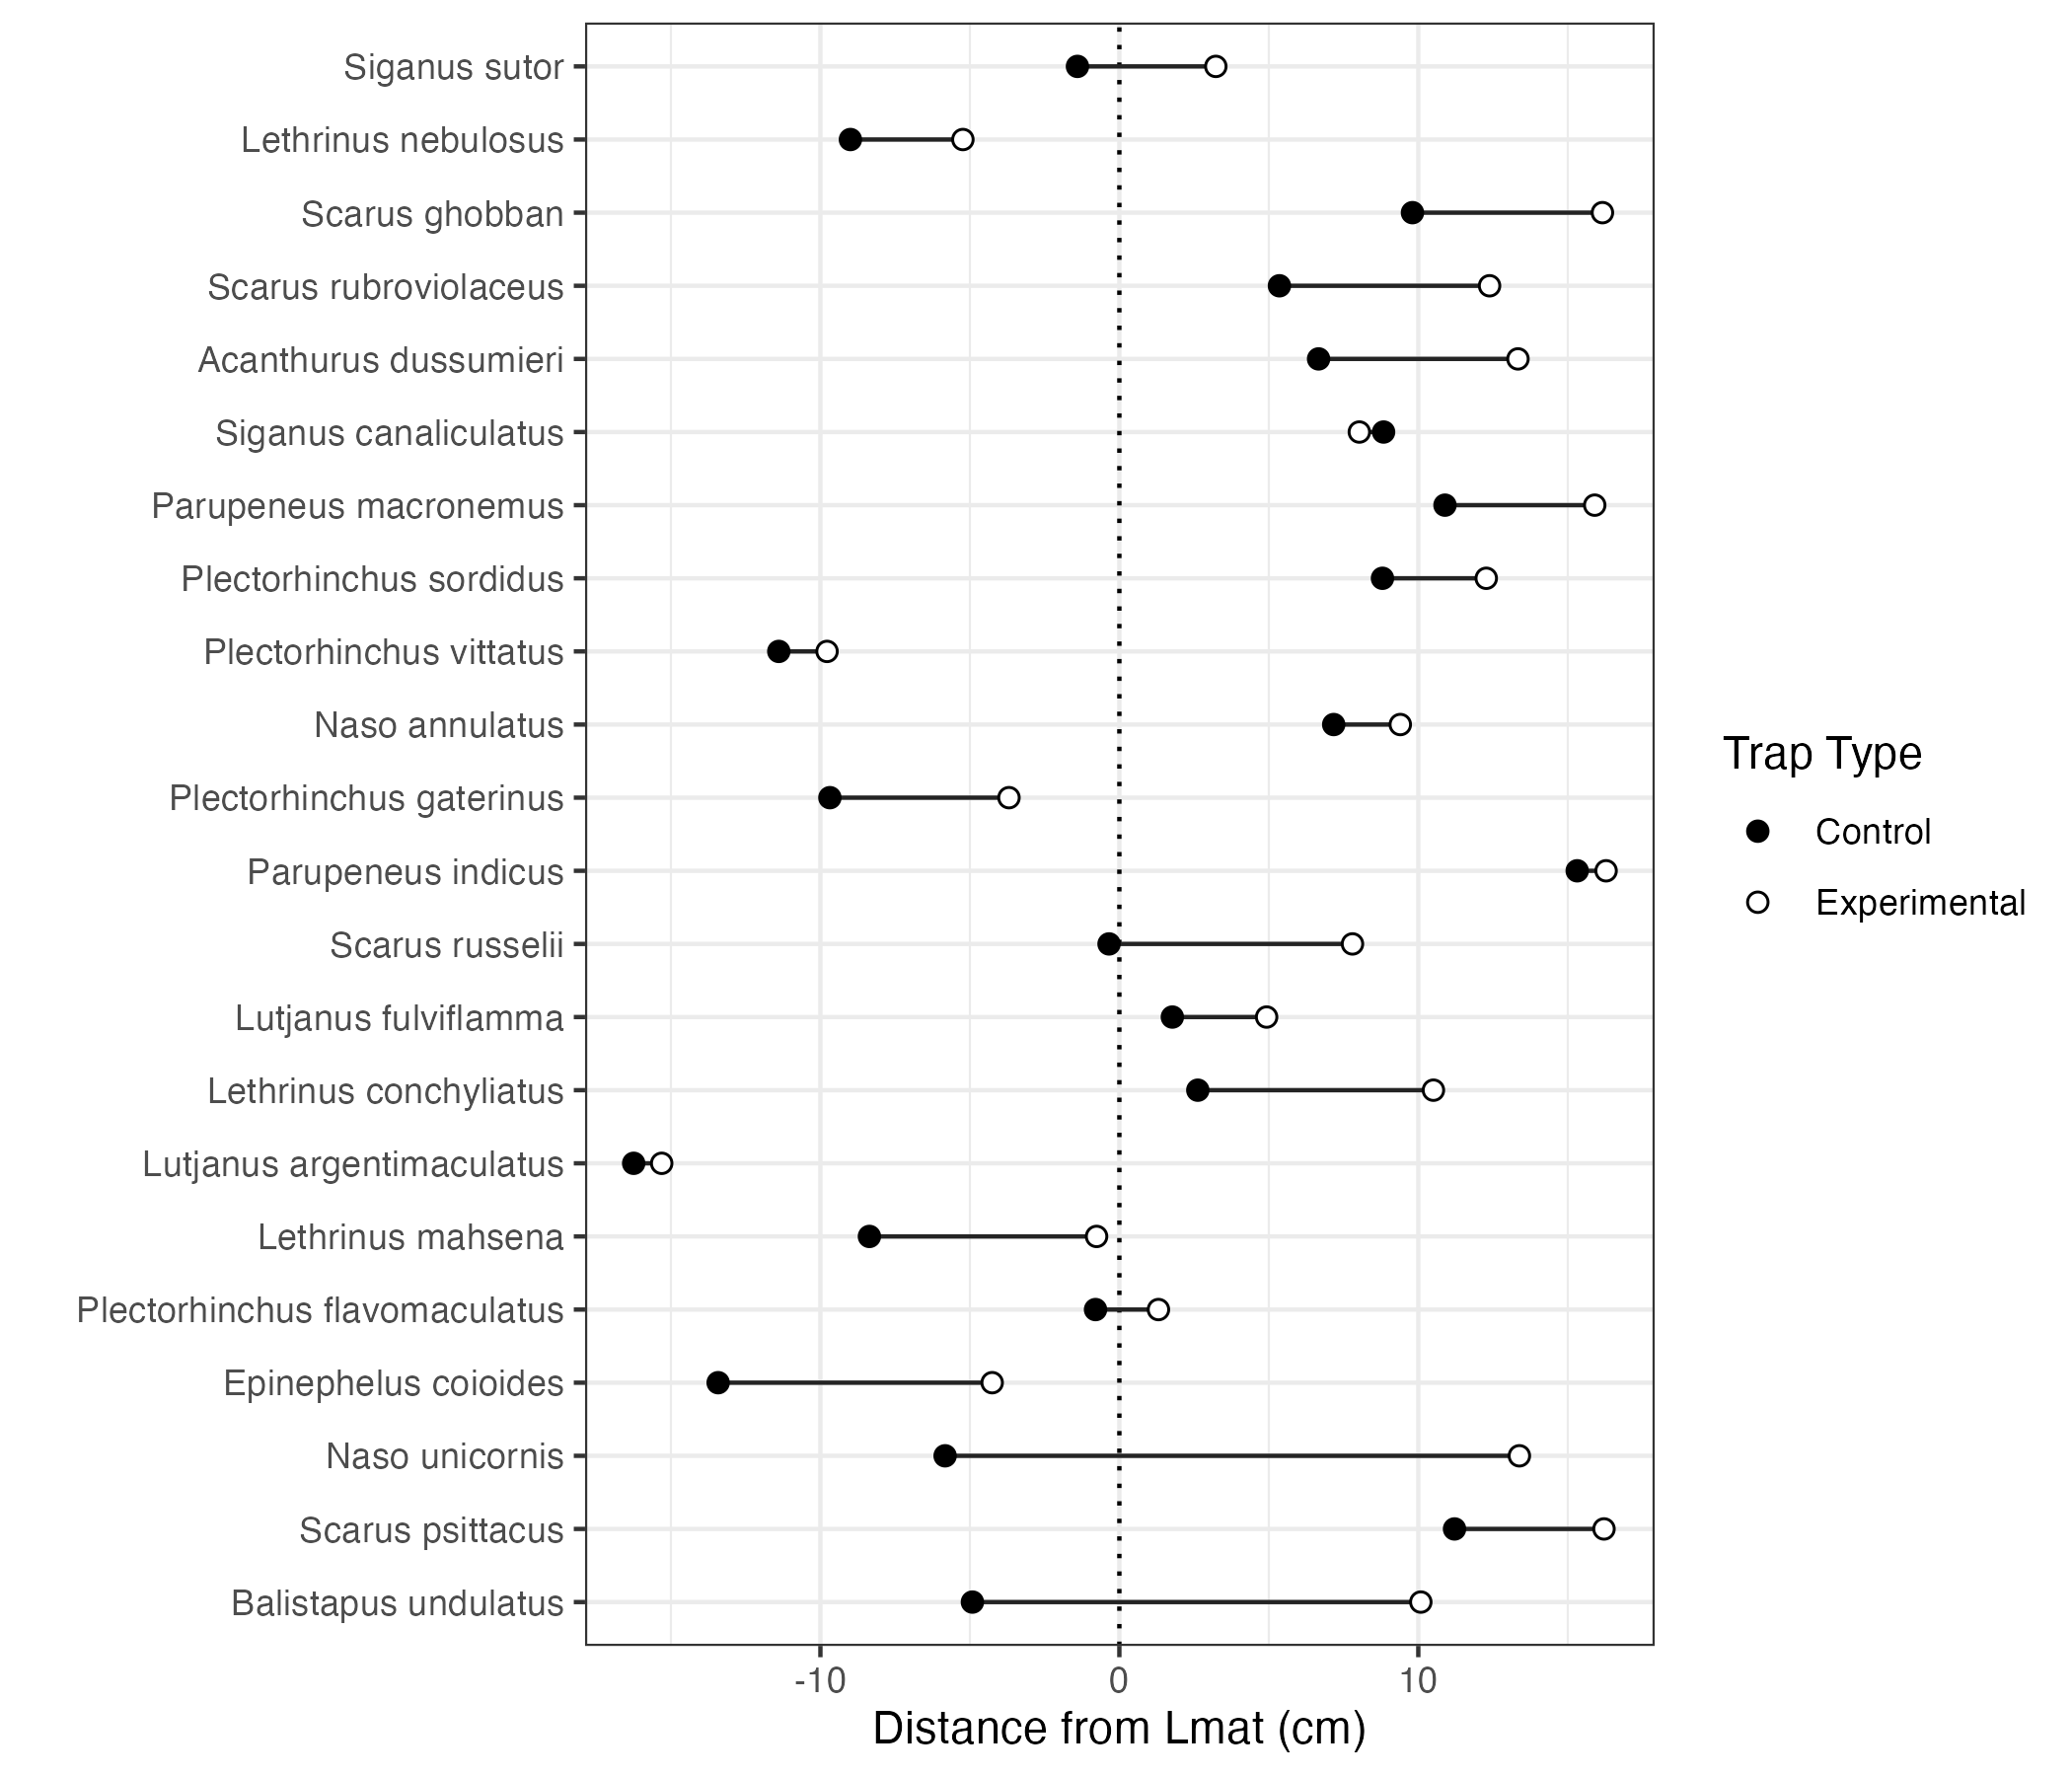 Siganus sutor
Lethrinus nebulosus
Scarus ghobban
Scarus rubroviolaceus
Acanthurus dussumieri
Siganus canaliculatus
Parupeneus macronemus
Plectorhinchus sordidus
Plectorhinchus vittatus
Naso annulatus
Plectorhinchus gaterinus
Parupeneus indicus
Scarus russelii
Lutjanus fulviflamma
Lethrinus conchyliatus
Lutjanus argentimaculatus
Lethrinus mahsena
Plectorhinchus flavomaculatus
Epinephelus coioides
Naso unicornis
Scarus psittacus
Balistapus undulatus
-10 0 10
Distance from Lmat (cm)
Trap Type
Control
Experimental